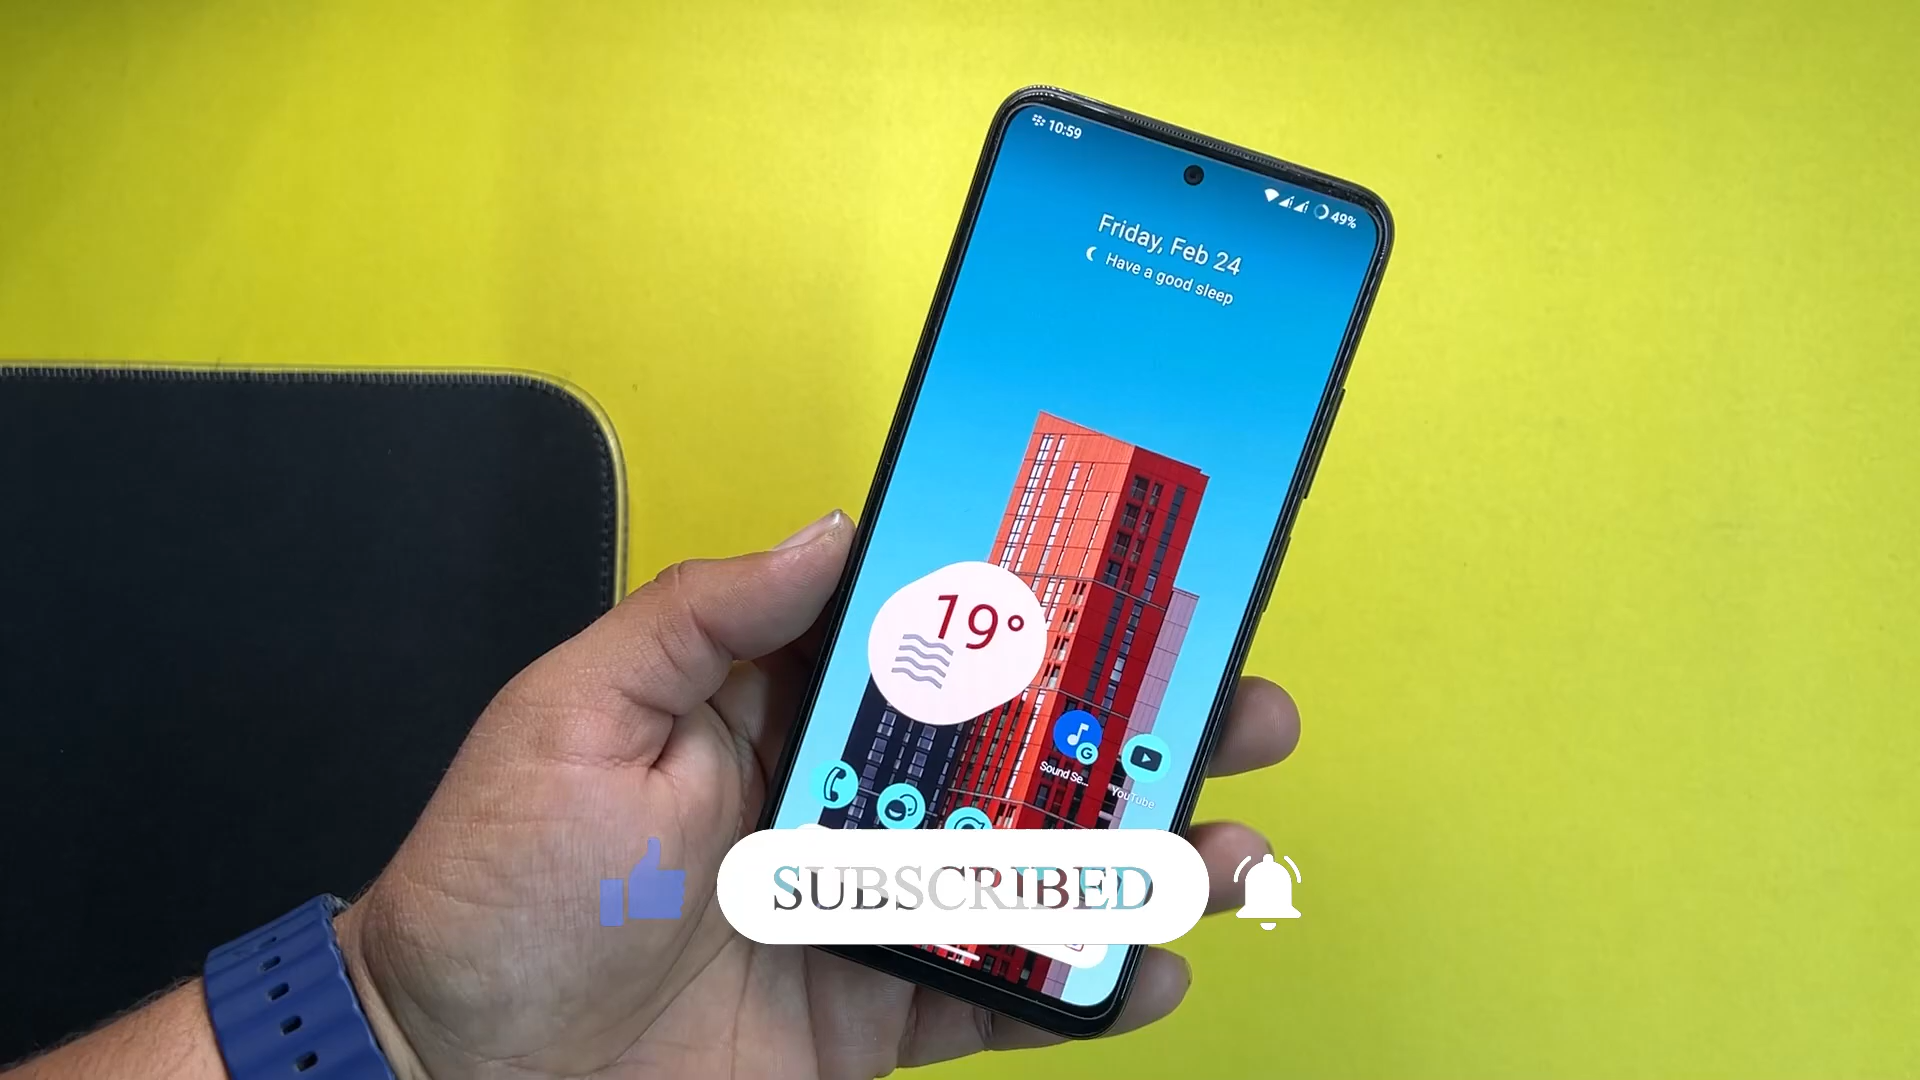 10:59
49%
Friday, Feb 24
Have a good sleep
19°
Sound Se...
YouTube
SUBSCRIBED